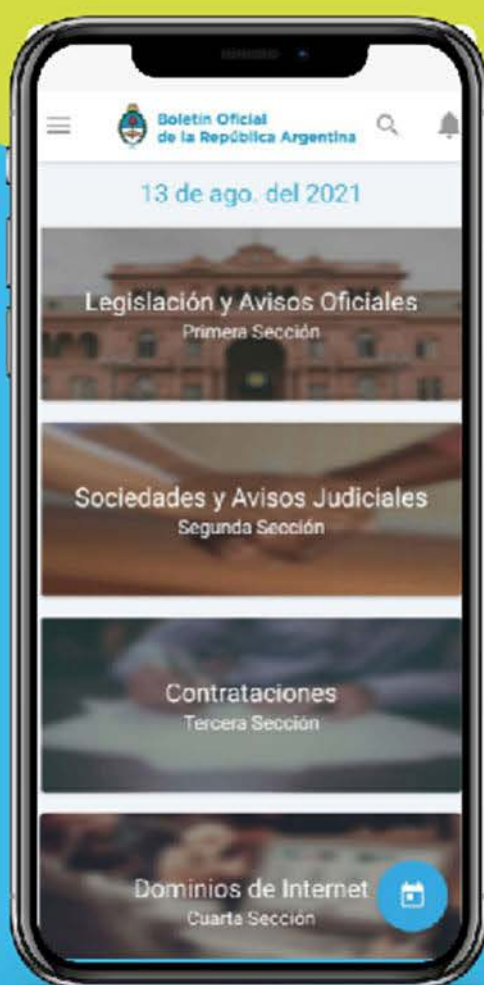 Boletín Oficial
de la República Argentina
13 de ago. del 2021
Legislación y Avisos Oficiales
Primera Sección
Sociedades y Avisos Judiciales
Segunda Sección
Contrataciones
Tercera Sección
Dominios de Internet
Cuarta Sección